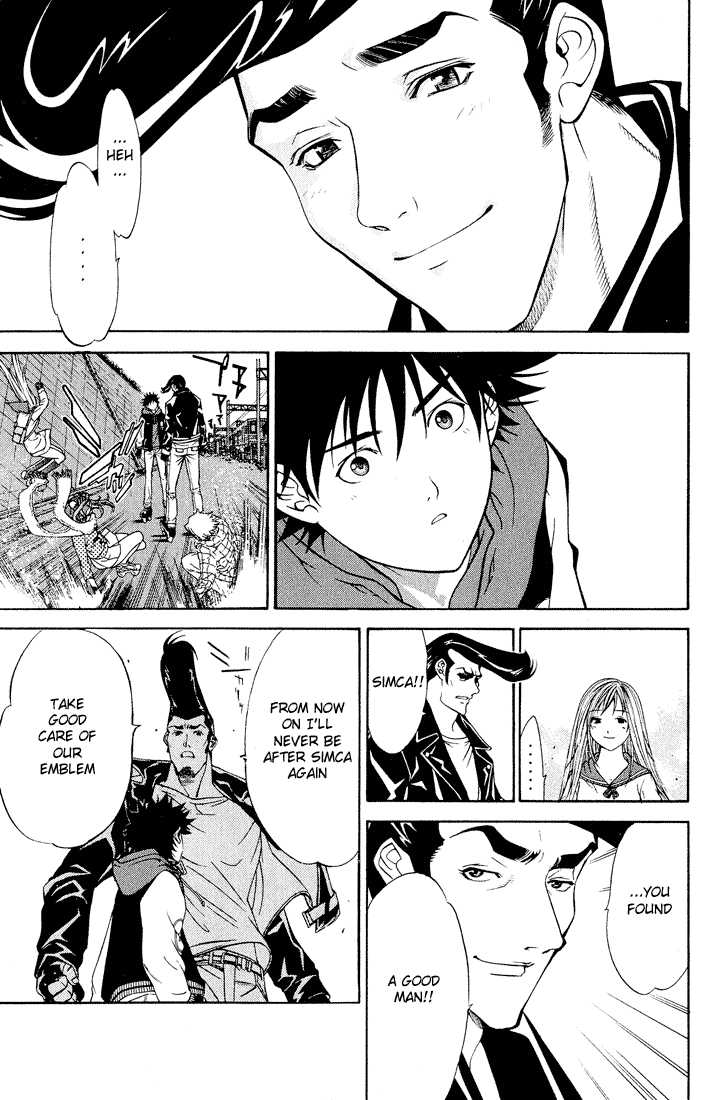 ...
HEH
...
....
......
SIMCA!!
...YOU
FOUND
A GOOD
MAN!!
FROM NOW
ON I'LL
NEVER BE
AFTER SIMCA
AGAIN
TAKE
GOOD
CARE OF
OUR
EMBLEM